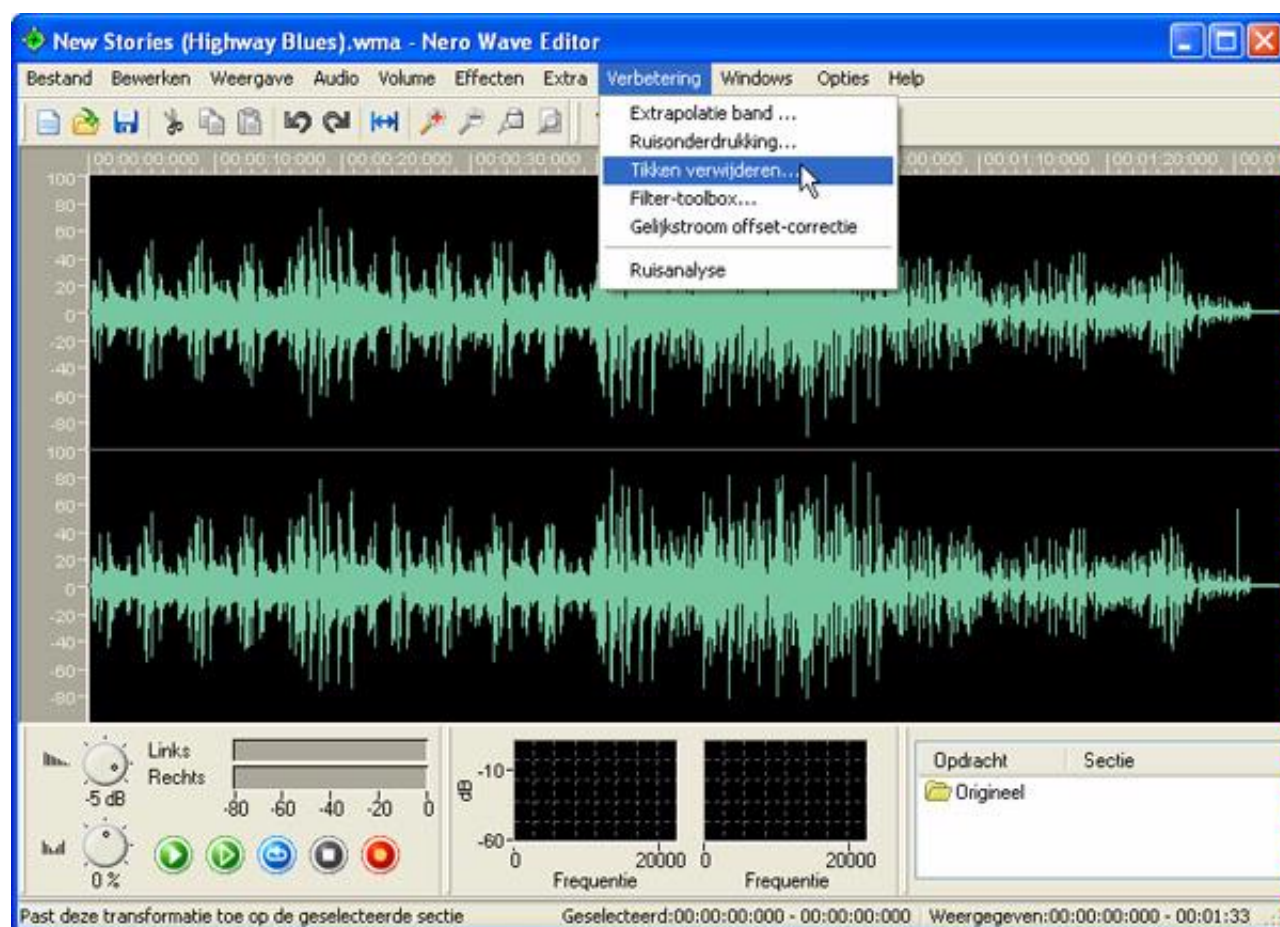 New Stories (Highway Blues).wma - Nero Wave Editor
Bestand Bewerken Weergave Audio Volume Effecten Extra Verbetering Windows Opties Help
Extrapolatie band ...
Ruisonderdrukking...
Tikken verwijderen...
Filter-toolbox...
Gelijkstroom offset-correctie
Ruisanalyse
00:00:00:000 00:00:10:000 00:00:20:000 00:00:30:000 00:000 00:01:10:000 00:01:20:000 00:0
100
80
60
40
20
0
-20
-40
-60
-80
100
80
60
40
20
0
-20
-40
-60
-80
Links
Rechts
-80 -60 -40 -20 0
-5 dB
0 %
dB
-10
-60
0 20000 0 20000
Frequentie Frequentie
Opdracht Sectie
Origineel
Past deze transformatie toe op de geselecteerde sectie Geselecteerd:00:00:00:000 - 00:00:00:000 Weergegeven:00:00:00:000 - 00:01:33